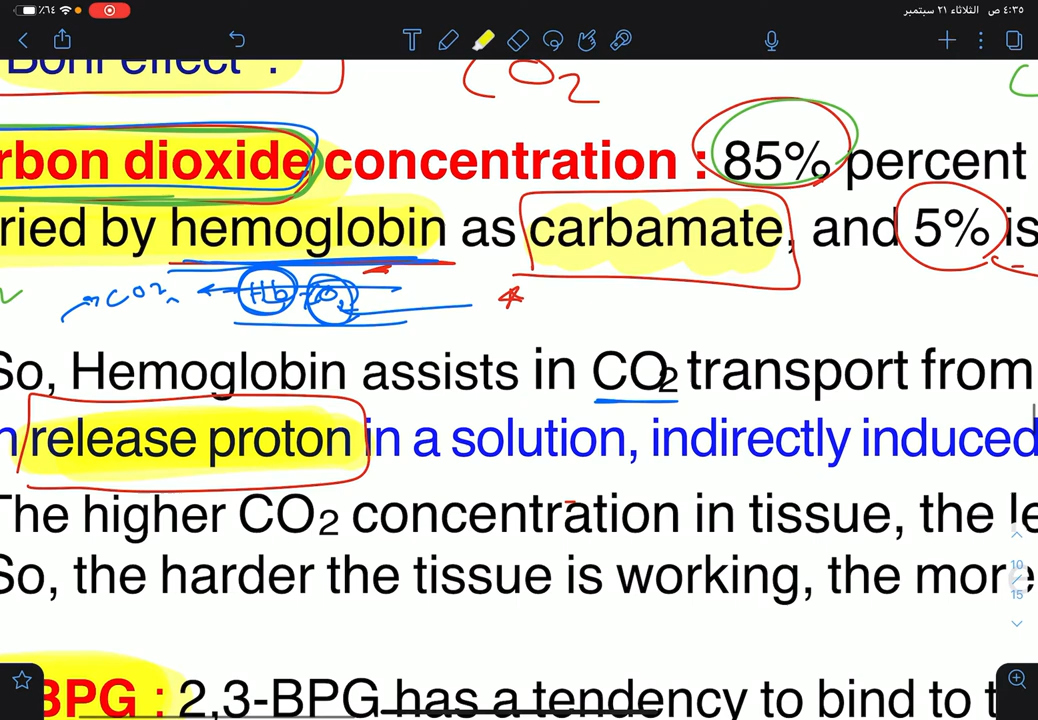 ٪٦٤ ٤:٣٥ ص الثلاثاء ٢١ سبتمبر
T
Bohr effect :
CO2
rbon dioxide concentration : 85% percent
ried by hemoglobin as carbamate, and 5% is
CO2 Hb O2
So, Hemoglobin assists in CO2 transport from
n release proton in a solution, indirectly induced
The higher CO2 concentration in tissue, the le
So, the harder the tissue is working, the more
10
15
BPG : 2,3-BPG has a tendency to bind to t